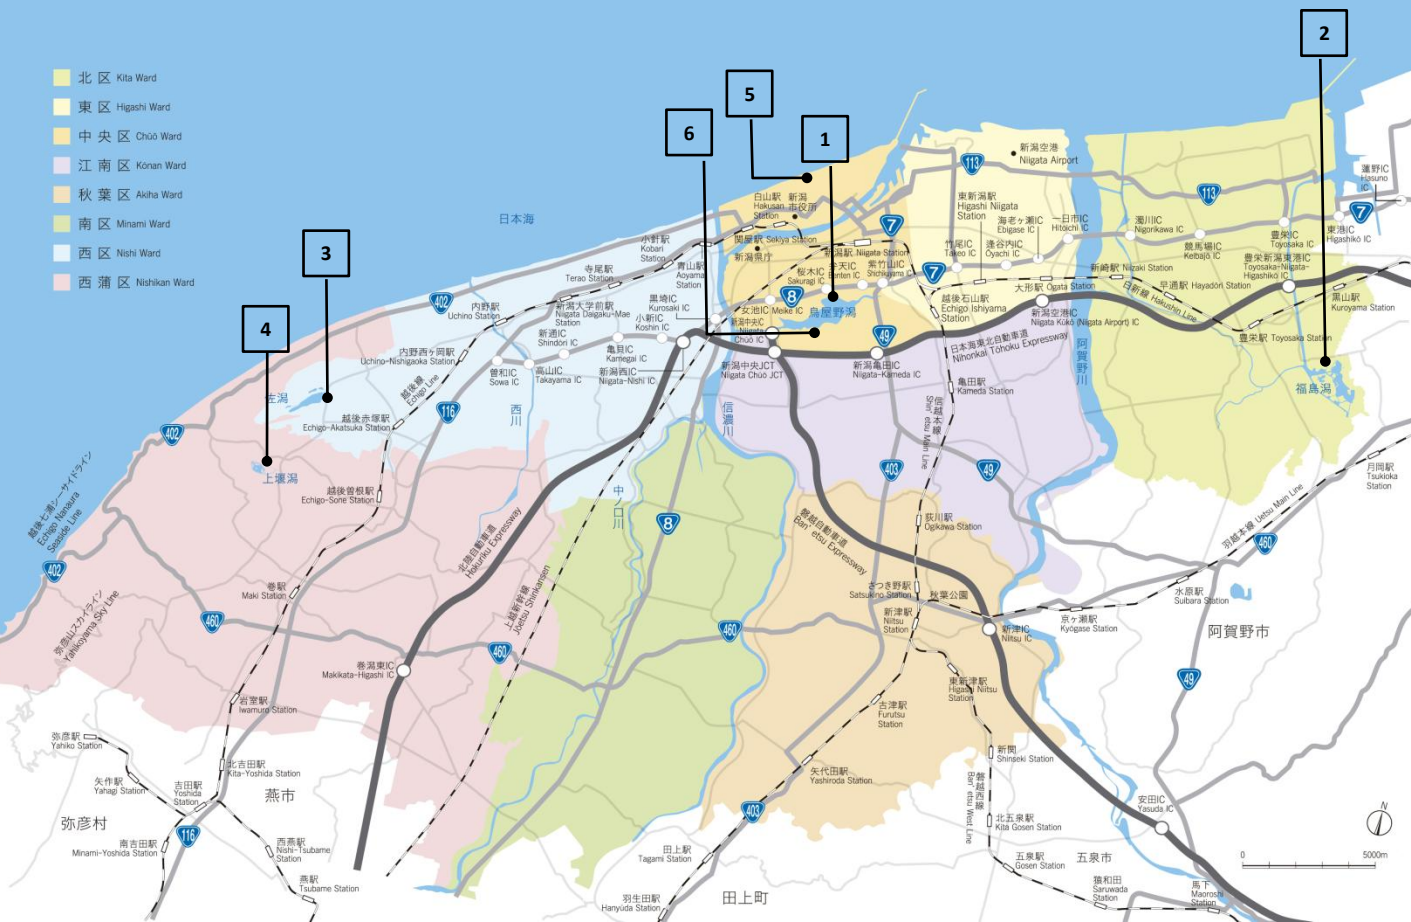 2
5
1
6
3
4
北区 Kita Ward
東区 Higashi Ward
中央区 Chūō Ward
江南区 Kōnan Ward
秋葉区 Akiha Ward
南区 Minami Ward
西区 Nishi Ward
西蒲区 Nishikan Ward
日本海
新潟空港
Niigata Airport
113
113
蓮野IC
Hasuno
IC
7
7
7
東港IC
Higashikō IC
白山駅
Hakusan
Station
新潟
市役所
東新潟駅
Higashi Niigata
Station
海老ヶ瀬IC
Ebigase IC
一日市IC
Hitoichi IC
濁川IC
Nigorikawa IC
競馬場IC
Keibajō IC
豊栄IC
Toyosaka IC
竹尾IC
Takeo IC
逢谷内IC
Oyachi IC
小針駅
Kobari
Station
関屋駅 Sekiya Station
新潟県庁
新潟駅 Niigata Station
青山駅
Aoyama
Station
寺尾駅
Terao Station
桜木IC
Sakuragi IC
弁天IC
Benten IC
紫竹山IC
Shichikuyama IC
新崎駅 Niizaki Station
豊栄新潟東港IC
Toyosaka-Niigata-
Higashikō IC
早通駅 Hayadōri Station
大形駅 Ogata Station
白新線 Hakushin Line
黒山駅
Kuroyama Station
豊栄駅 Toyosaka Station
402
内野駅
Uchino Station
新潟大学前駅
Niigata Daigaku-Mae
Station
黒埼IC
Kurosaki IC
小新IC
Koshin IC
新通IC
Shindōri IC
女池IC
Meike IC
8
鳥屋野潟
越後石山駅
Echigo Ishiyama
Station
新潟空港IC
Niigata Kūkō (Niigata Airport) IC
新潟中央IC
Niigata
Chūō IC
49
日本海東北自動車道
Nihonkai Tōhoku Expressway
阿賀野川
内野西ヶ岡駅
Uchino-Nishigaoka Station
曽和IC
Sowa IC
高山IC
Takayama IC
亀貝IC
Kamegai IC
新潟西IC
Niigata-Nishi IC
新潟中央JCT
Niigata Chūō JCT
新潟亀田IC
Niigata-Kameda IC
亀田駅
Kameda Station
福島潟
佐潟
越後線
Echigo Line
116
西川
信濃川
信越本線
Shin'etsu Main Line
越後赤塚駅
Echigo-Akatsuka Station
402
上堰潟
越後曽根駅
Echigo-Sone Station
403
49
月岡駅
Tsukioka
Station
越後七浦シーサイドライン
Echigo Nanaura
Seaside Line
中ノ口川
8
北陸自動車道
Hokuriku Expressway
磐越自動車道
Ban'etsu Expressway
荻川駅
Ogikawa Station
羽越本線 Uetsu Main Line
460
402
巻駅
Maki Station
上越新幹線
Jōetsu Shinkansen
さつき野駅
Satsukino Station
秋葉公園
水原駅
Suibara Station
弥彦山スカイライン
Yahikoyama Sky Line
460
460
460
新津駅
Niitsu
Station
新津IC
Niitsu IC
京ヶ瀬駅
Kyōgase Station
阿賀野市
巻潟東IC
Makikata-Higashi IC
東新津駅
Higashi Niitsu
Station
49
岩室駅
Iwamuro Station
古津駅
Furutsu
Station
弥彦駅
Yahiko Station
北吉田駅
Kita-Yoshida Station
新関
Shinseki Station
矢作駅
Yahagi Station
吉田駅
Yoshida
Station
燕市
矢代田駅
Yashiroda Station
磐越西線
Ban'etsu West Line
弥彦村
116
403
北五泉駅
Kita Gosen Station
安田IC
Yasuda IC
南吉田駅
Minami-Yoshida Station
西燕駅
Nishi-Tsubame
Station
田上駅
Tagami Station
五泉駅
Gosen Station
五泉市
N
0 5000m
燕駅
Tsubame Station
羽生田駅
Hanyūda Station
田上町
猿和田
Saruwada
Station
馬下
Maoroshi
Station